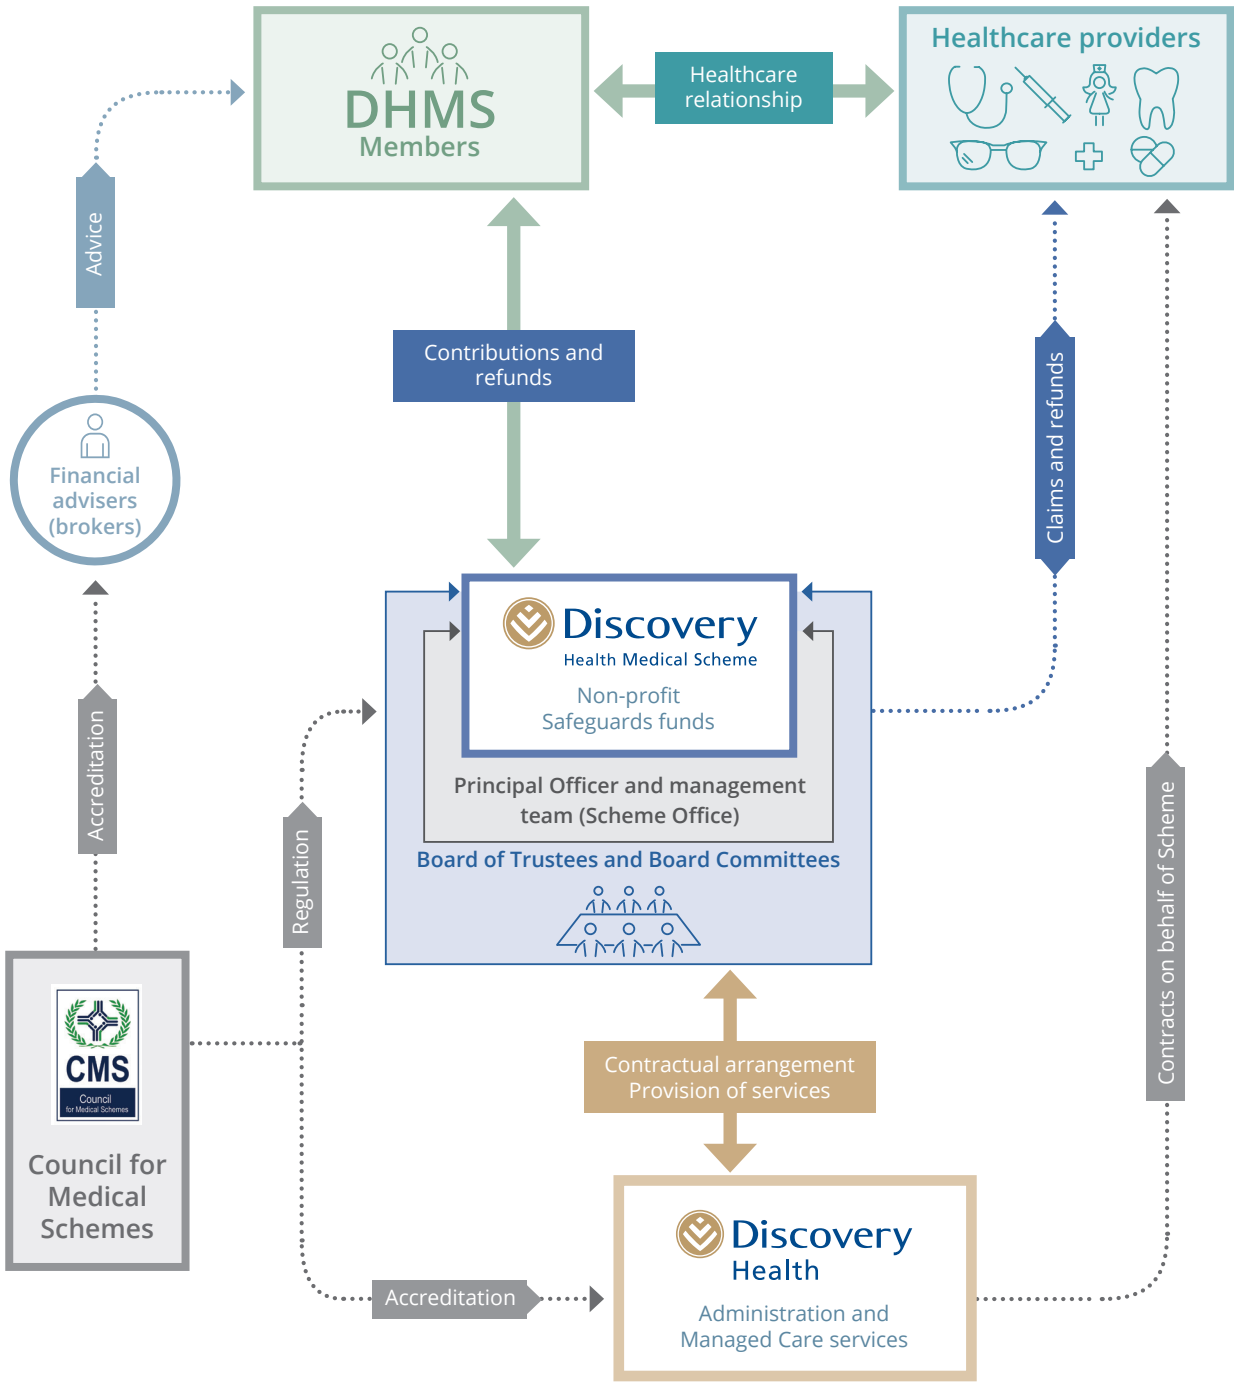 DHMS
Members
Healthcare
relationship
Healthcare providers
Advice
Contributions and
refunds
Claims and refunds
Financial
advisers
(brokers)
Discovery
Health Medical Scheme
Non-profit
Safeguards funds
Principal Officer and management
team (Scheme Office)
Board of Trustees and Board Committees
Accreditation
Regulation
Contracts on behalf of Scheme
CMS
Council
for Medical Schemes
Council for
Medical
Schemes
Contractual arrangement
Provision of services
Discovery
Health
Administration and
Managed Care services
Accreditation